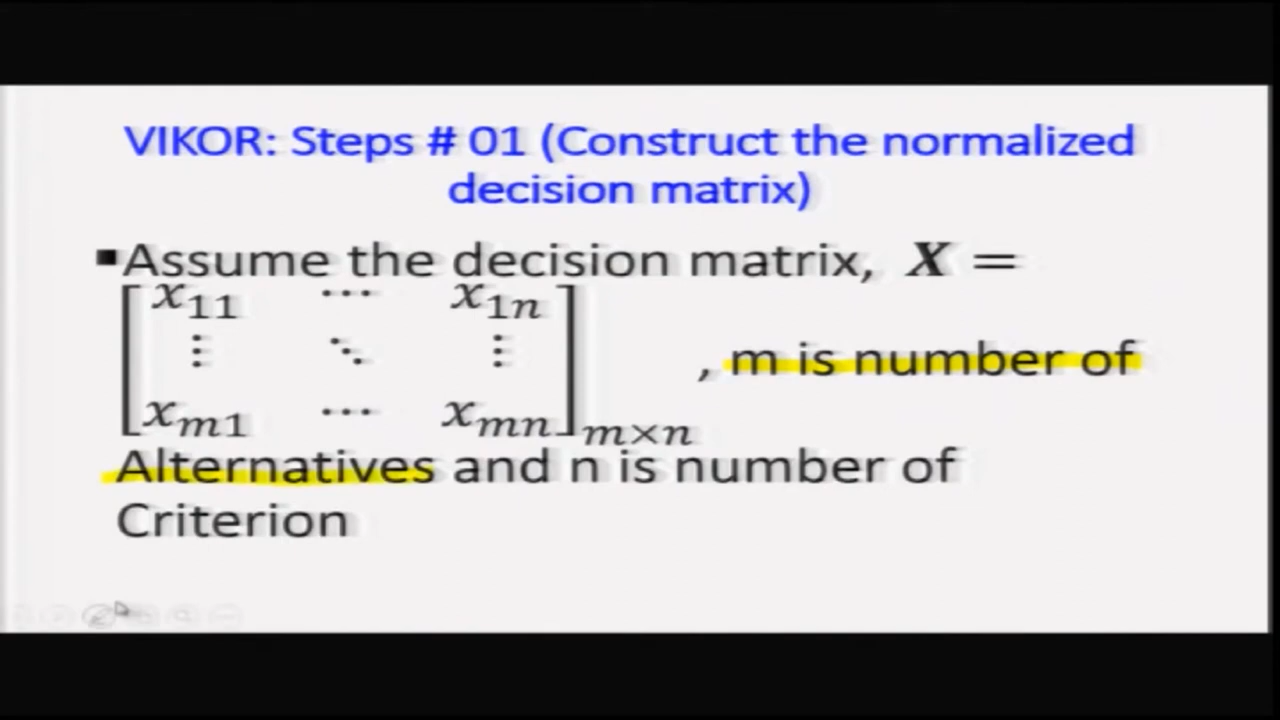 VIKOR: Steps # 01 (Construct the normalized
decision matrix)
▪Assume the decision matrix, X =
[x₁₁ ⋯ x₁ₙ
⋮ ⋱ ⋮ , m is number of
xₘ₁ ⋯ xₘₙ]ₘ×ₙ
Alternatives and n is number of
Criterion